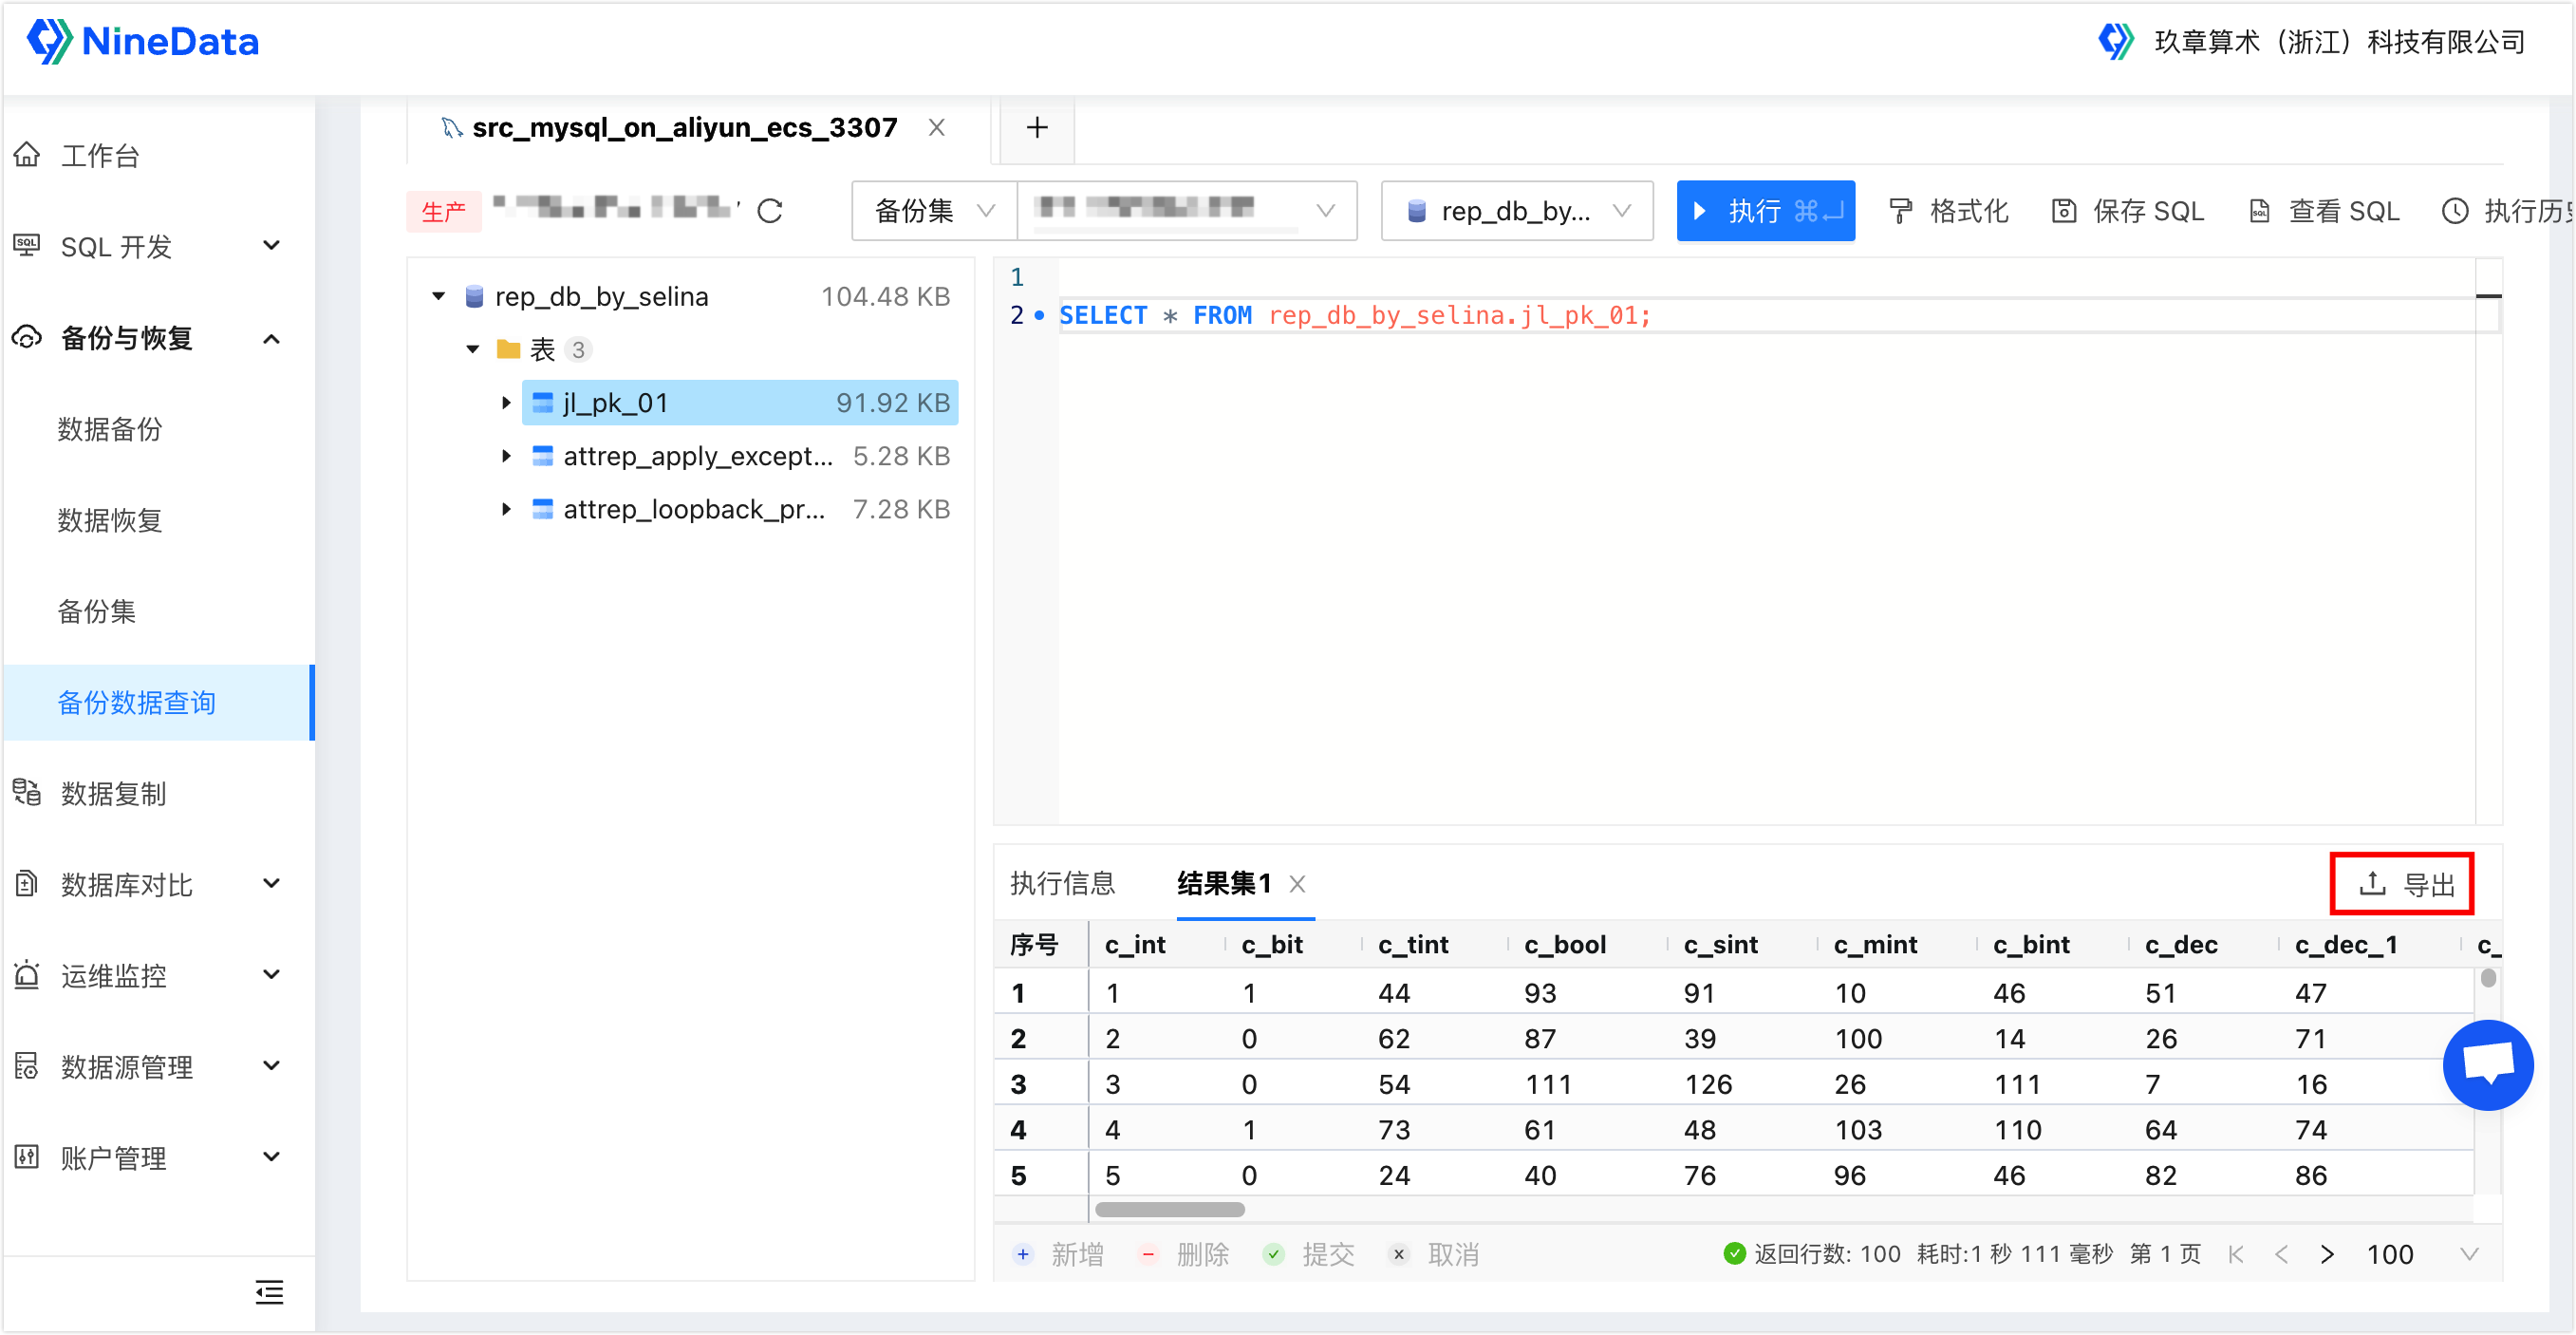 NineData
玖章算术（浙江）科技有限公司
工作台
SQL 开发
备份与恢复
数据备份
数据恢复
备份集
备份数据查询
数据复制
数据库对比
运维监控
数据源管理
账户管理
src_mysql_on_aliyun_ecs_3307
生产
备份集
rep_db_by...
执行 ⌘
格式化
保存 SQL
查看 SQL
执行历
rep_db_by_selina 104.48 KB
表 3
jl_pk_01 91.92 KB
attrep_apply_except... 5.28 KB
attrep_loopback_pr... 7.28 KB
1
2 SELECT * FROM rep_db_by_selina.jl_pk_01;
执行信息 结果集1 导出
序号 c_int c_bit c_tint c_bool c_sint c_mint c_bint c_dec c_dec_1 c_
1 1 1 44 93 91 10 46 51 47
2 2 0 62 87 39 100 14 26 71
3 3 0 54 111 126 26 111 7 16
4 4 1 73 61 48 103 110 64 74
5 5 0 24 40 76 96 46 82 86
新增 删除 提交 取消
返回行数: 100 耗时:1 秒 111 毫秒 第 1 页 100